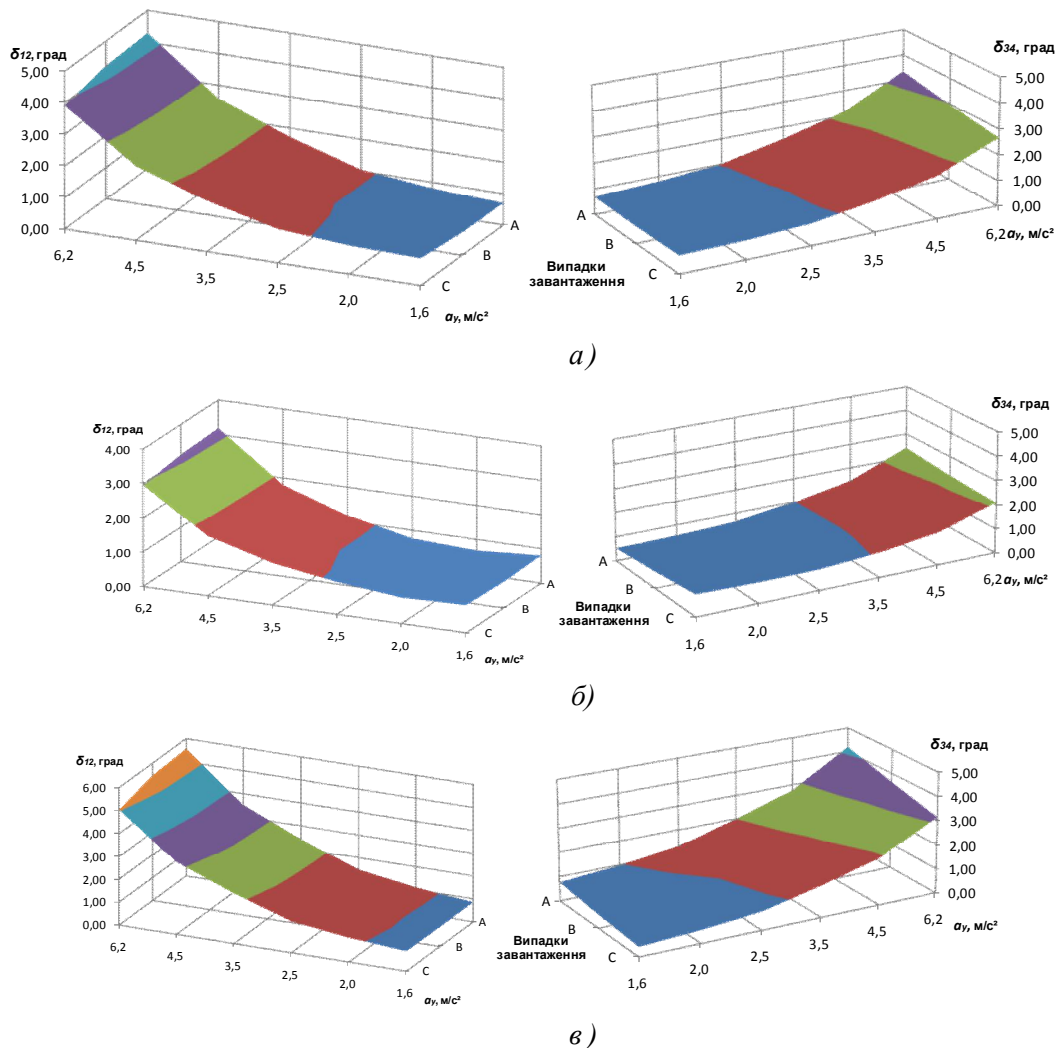 δ12, град
5,00
4,00
3,00
2,00
1,00
0,00
6,2
4,5
3,5
2,5
2,0
1,6
aу, м/с²
A
B
C
δ34, град
5,00
4,00
3,00
2,00
1,00
0,00
A
B
C
Випадки
завантаження
1,6
2,0
2,5
3,5
4,5
6,2 aу, м/с²
а)
δ12, град
4,00
3,00
2,00
1,00
0,00
6,2
4,5
3,5
2,5
2,0
1,6
aу, м/с²
A
B
C
δ34, град
5,00
4,00
3,00
2,00
1,00
0,00
A
B
C
Випадки
завантаження
1,6
2,0
2,5
3,5
4,5
6,2 aу, м/с²
б)
δ12, град
6,00
5,00
4,00
3,00
2,00
1,00
0,00
6,2
4,5
3,5
2,5
2,0
1,6
aу, м/с²
A
B
C
δ34, град
5,00
4,00
3,00
2,00
1,00
0,00
A
B
C
Випадки
завантаження
1,6
2,0
2,5
3,5
4,5
6,2
aу, м/с²
в )